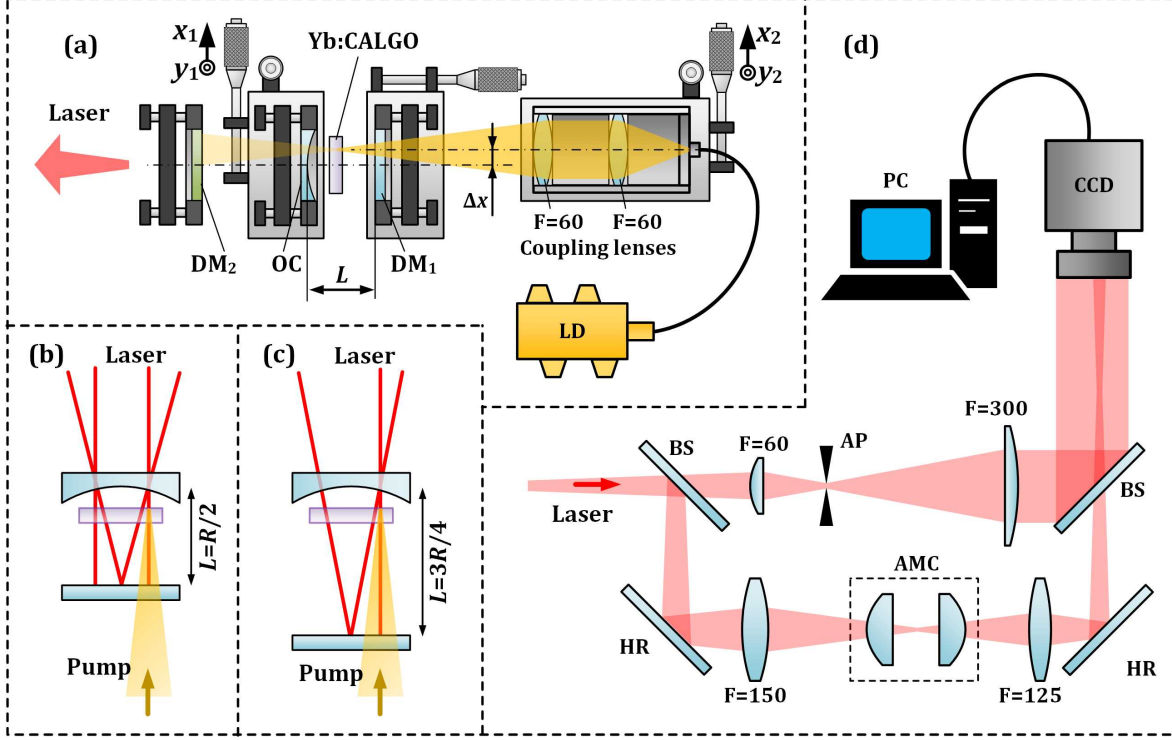 (a)
x₁
y₁
Yb:CALGO
x₂
y₂
Laser
Δx
F=60
F=60
Coupling lenses
DM₂
OC
L
DM₁
LD
(b)
Laser
L=R/2
Pump
(c)
Laser
L=3R/4
Pump
(d)
PC
CCD
F=300
BS
F=60
AP
BS
Laser
AMC
HR
F=150
F=125
HR